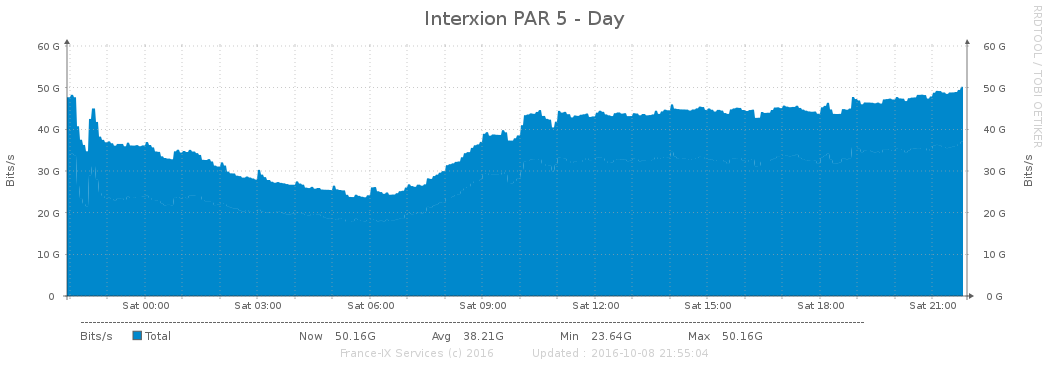 Interxion PAR 5 - Day
RRDTOOL / TOBI OETIKER
60 G 60 G
50 G 50 G
40 G 40 G
30 G 30 G
20 G 20 G
10 G 10 G
0 0 G
Bits/s
Bits/s
Sat 00:00 Sat 03:00 Sat 06:00 Sat 09:00 Sat 12:00 Sat 15:00 Sat 18:00 Sat 21:00
Bits/s Total Now 50.16G Avg 38.21G Min 23.64G Max 50.16G
France-IX Services (c) 2016 Updated : 2016-10-08 21:55:04